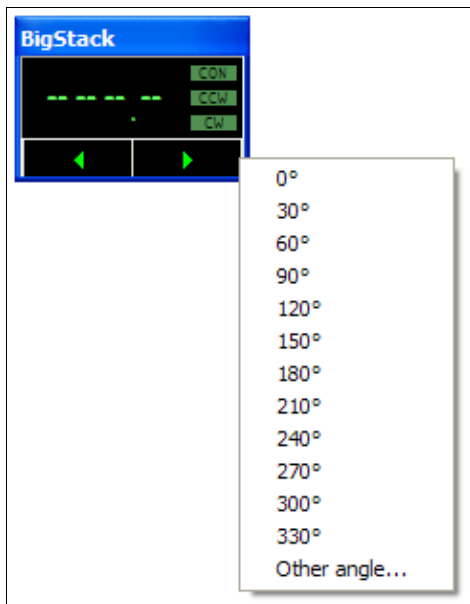 BigStack
CON
-- -- -- . --
CCW
CW
0°
30°
60°
90°
120°
150°
180°
210°
240°
270°
300°
330°
Other angle...